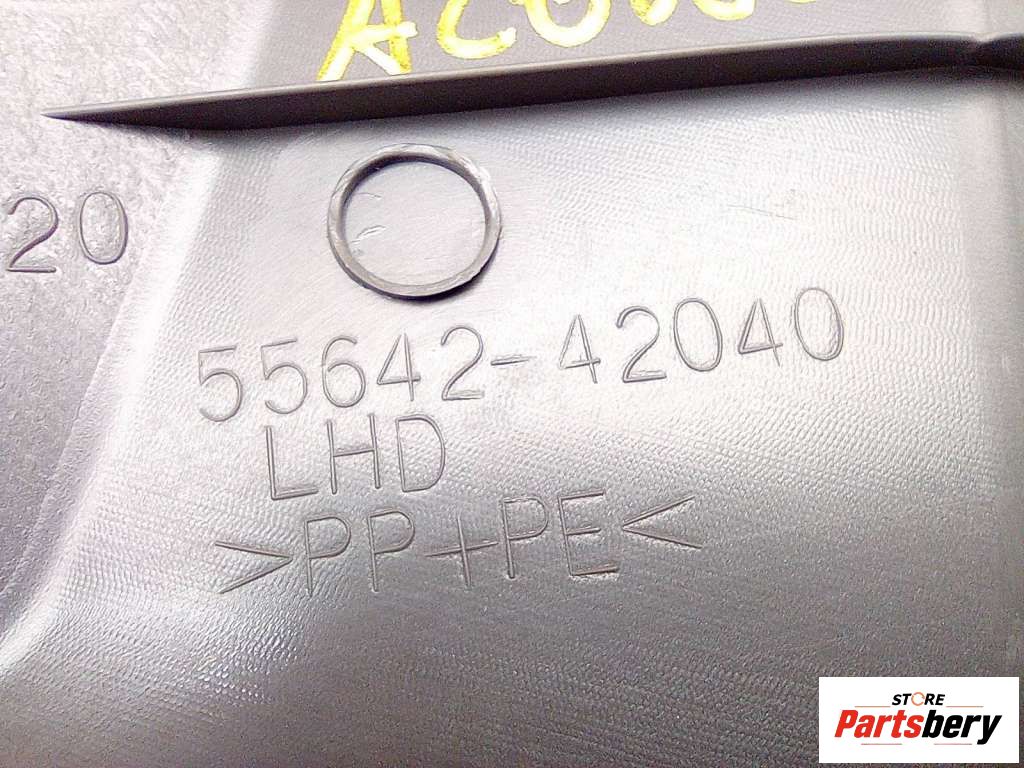 20
55642-42040
LHD
>PP+PE<
STORE
Partsbery